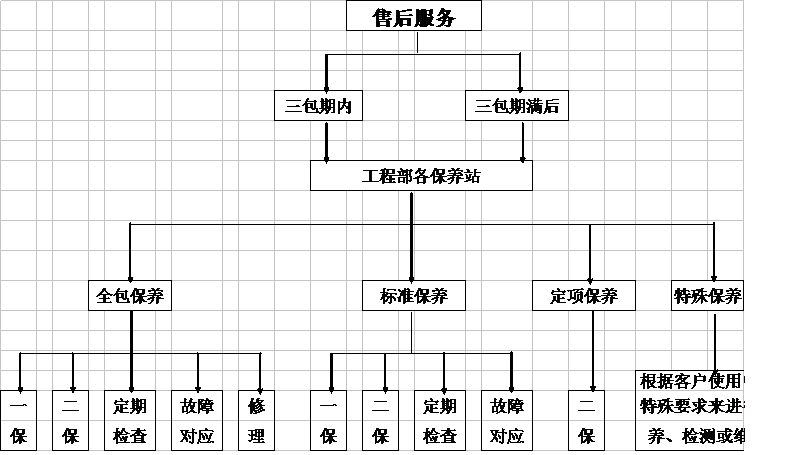 售后服务
三包期内
三包期满后
工程部各保养站
全包保养
标准保养
定项保养
特殊保养
一保
二保
定期
检查
故障
对应
修理
一保
二保
定期
检查
故障
对应
二保
根据客户使用
特殊要求来进
养、检测或